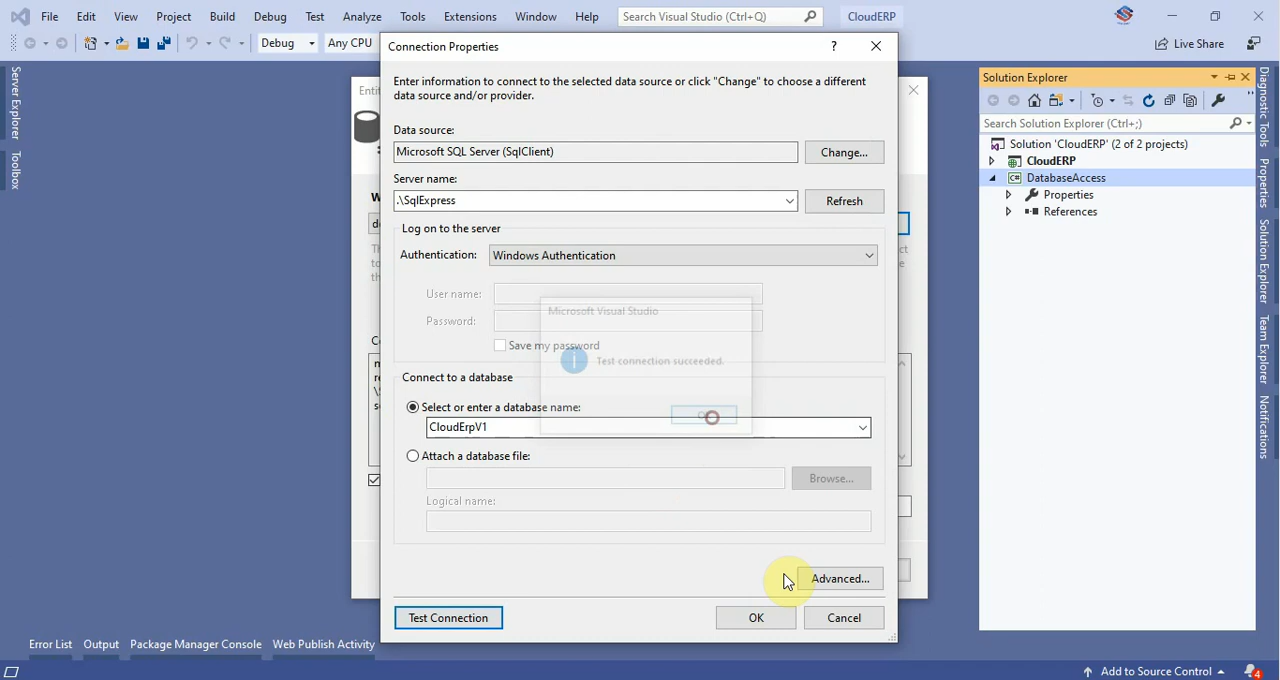 File Edit View Project Build Debug Test Analyze Tools Extensions Window Help Search Visual Studio (Ctrl+Q) CloudERP
Debug Any CPU Live Share
Connection Properties ?
Enter information to connect to the selected data source or click "Change" to choose a different
data source and/or provider.
Data source:
Microsoft SQL Server (SqlClient) Change...
Server name:
.\SqlExpress Refresh
Log on to the server
Authentication: Windows Authentication
User name:
Password:
Microsoft Visual Studio
Save my password
Test connection succeeded.
Connect to a database
Select or enter a database name:
CloudErpV1
Attach a database file:
Browse...
Logical name:
Advanced...
Test Connection OK Cancel
Server Explorer
Toolbox
Solution Explorer
Search Solution Explorer (Ctrl+;)
Solution 'CloudERP' (2 of 2 projects)
CloudERP
DatabaseAccess
Properties
References
Diagnostic Tools
Properties
Solution Explorer
Team Explorer
Notifications
Error List Output Package Manager Console Web Publish Activity
Add to Source Control 4